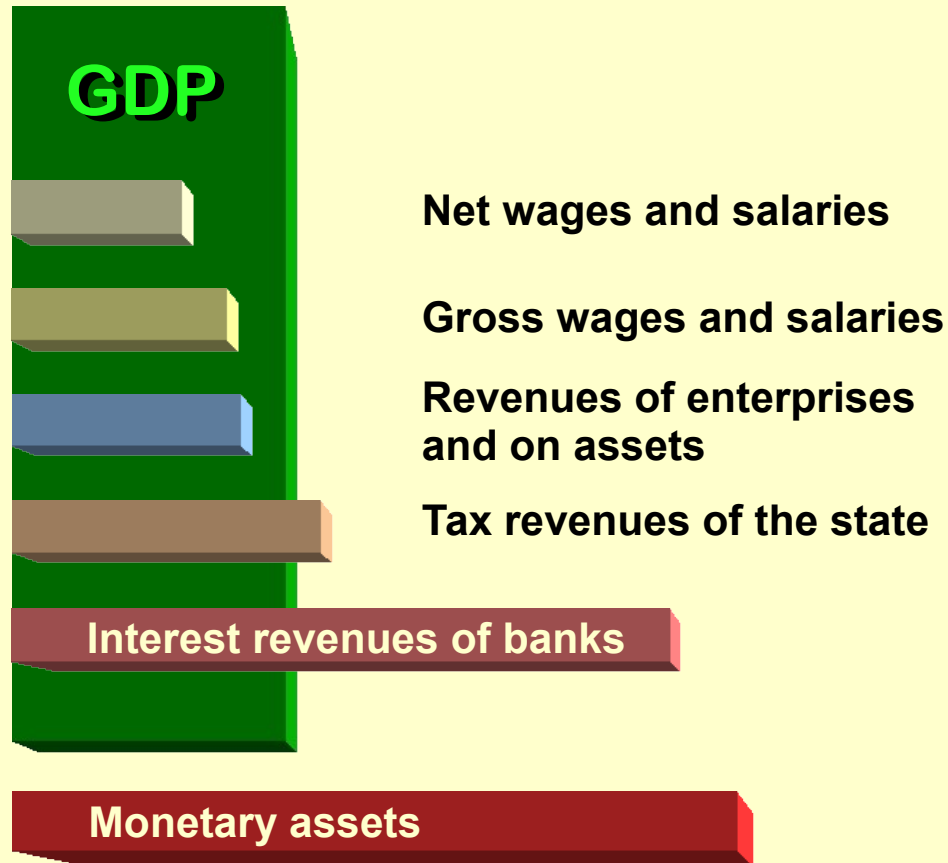 GDP
Net wages and salaries
Gross wages and salaries
Revenues of enterprises
and on assets
Tax revenues of the state
Interest revenues of banks
Monetary assets